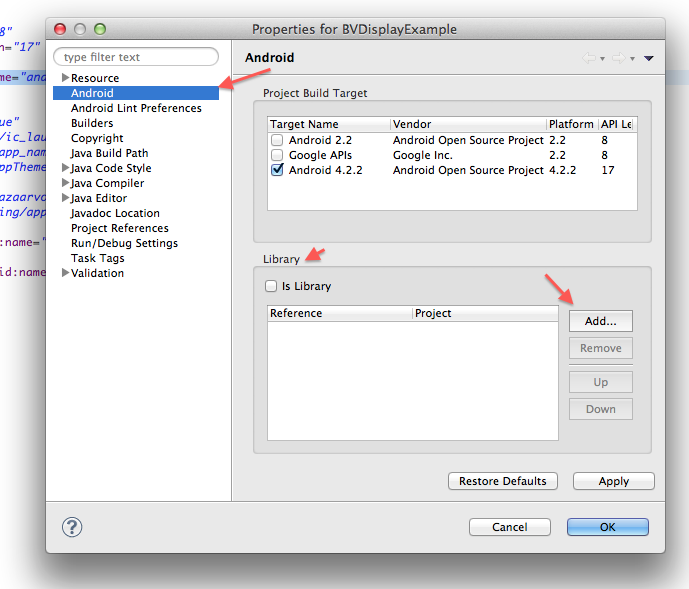 Properties for BVDisplayExample
8"
n="17"
me="and
ue"
/ic_lau
app_nam
ppTheme
azaarvo
ing/app
:name="
id:name
type filter text
Resource
Android
Android Lint Preferences
Builders
Copyright
Java Build Path
Java Code Style
Java Compiler
Java Editor
Javadoc Location
Project References
Run/Debug Settings
Task Tags
Validation
Android
Project Build Target
Target Name Vendor Platform API Le
Android 2.2 Android Open Source Project 2.2 8
Google APIs Google Inc. 2.2 8
Android 4.2.2 Android Open Source Project 4.2.2 17
Library
Is Library
Reference Project
Add...
Remove
Up
Down
Restore Defaults Apply
? Cancel OK